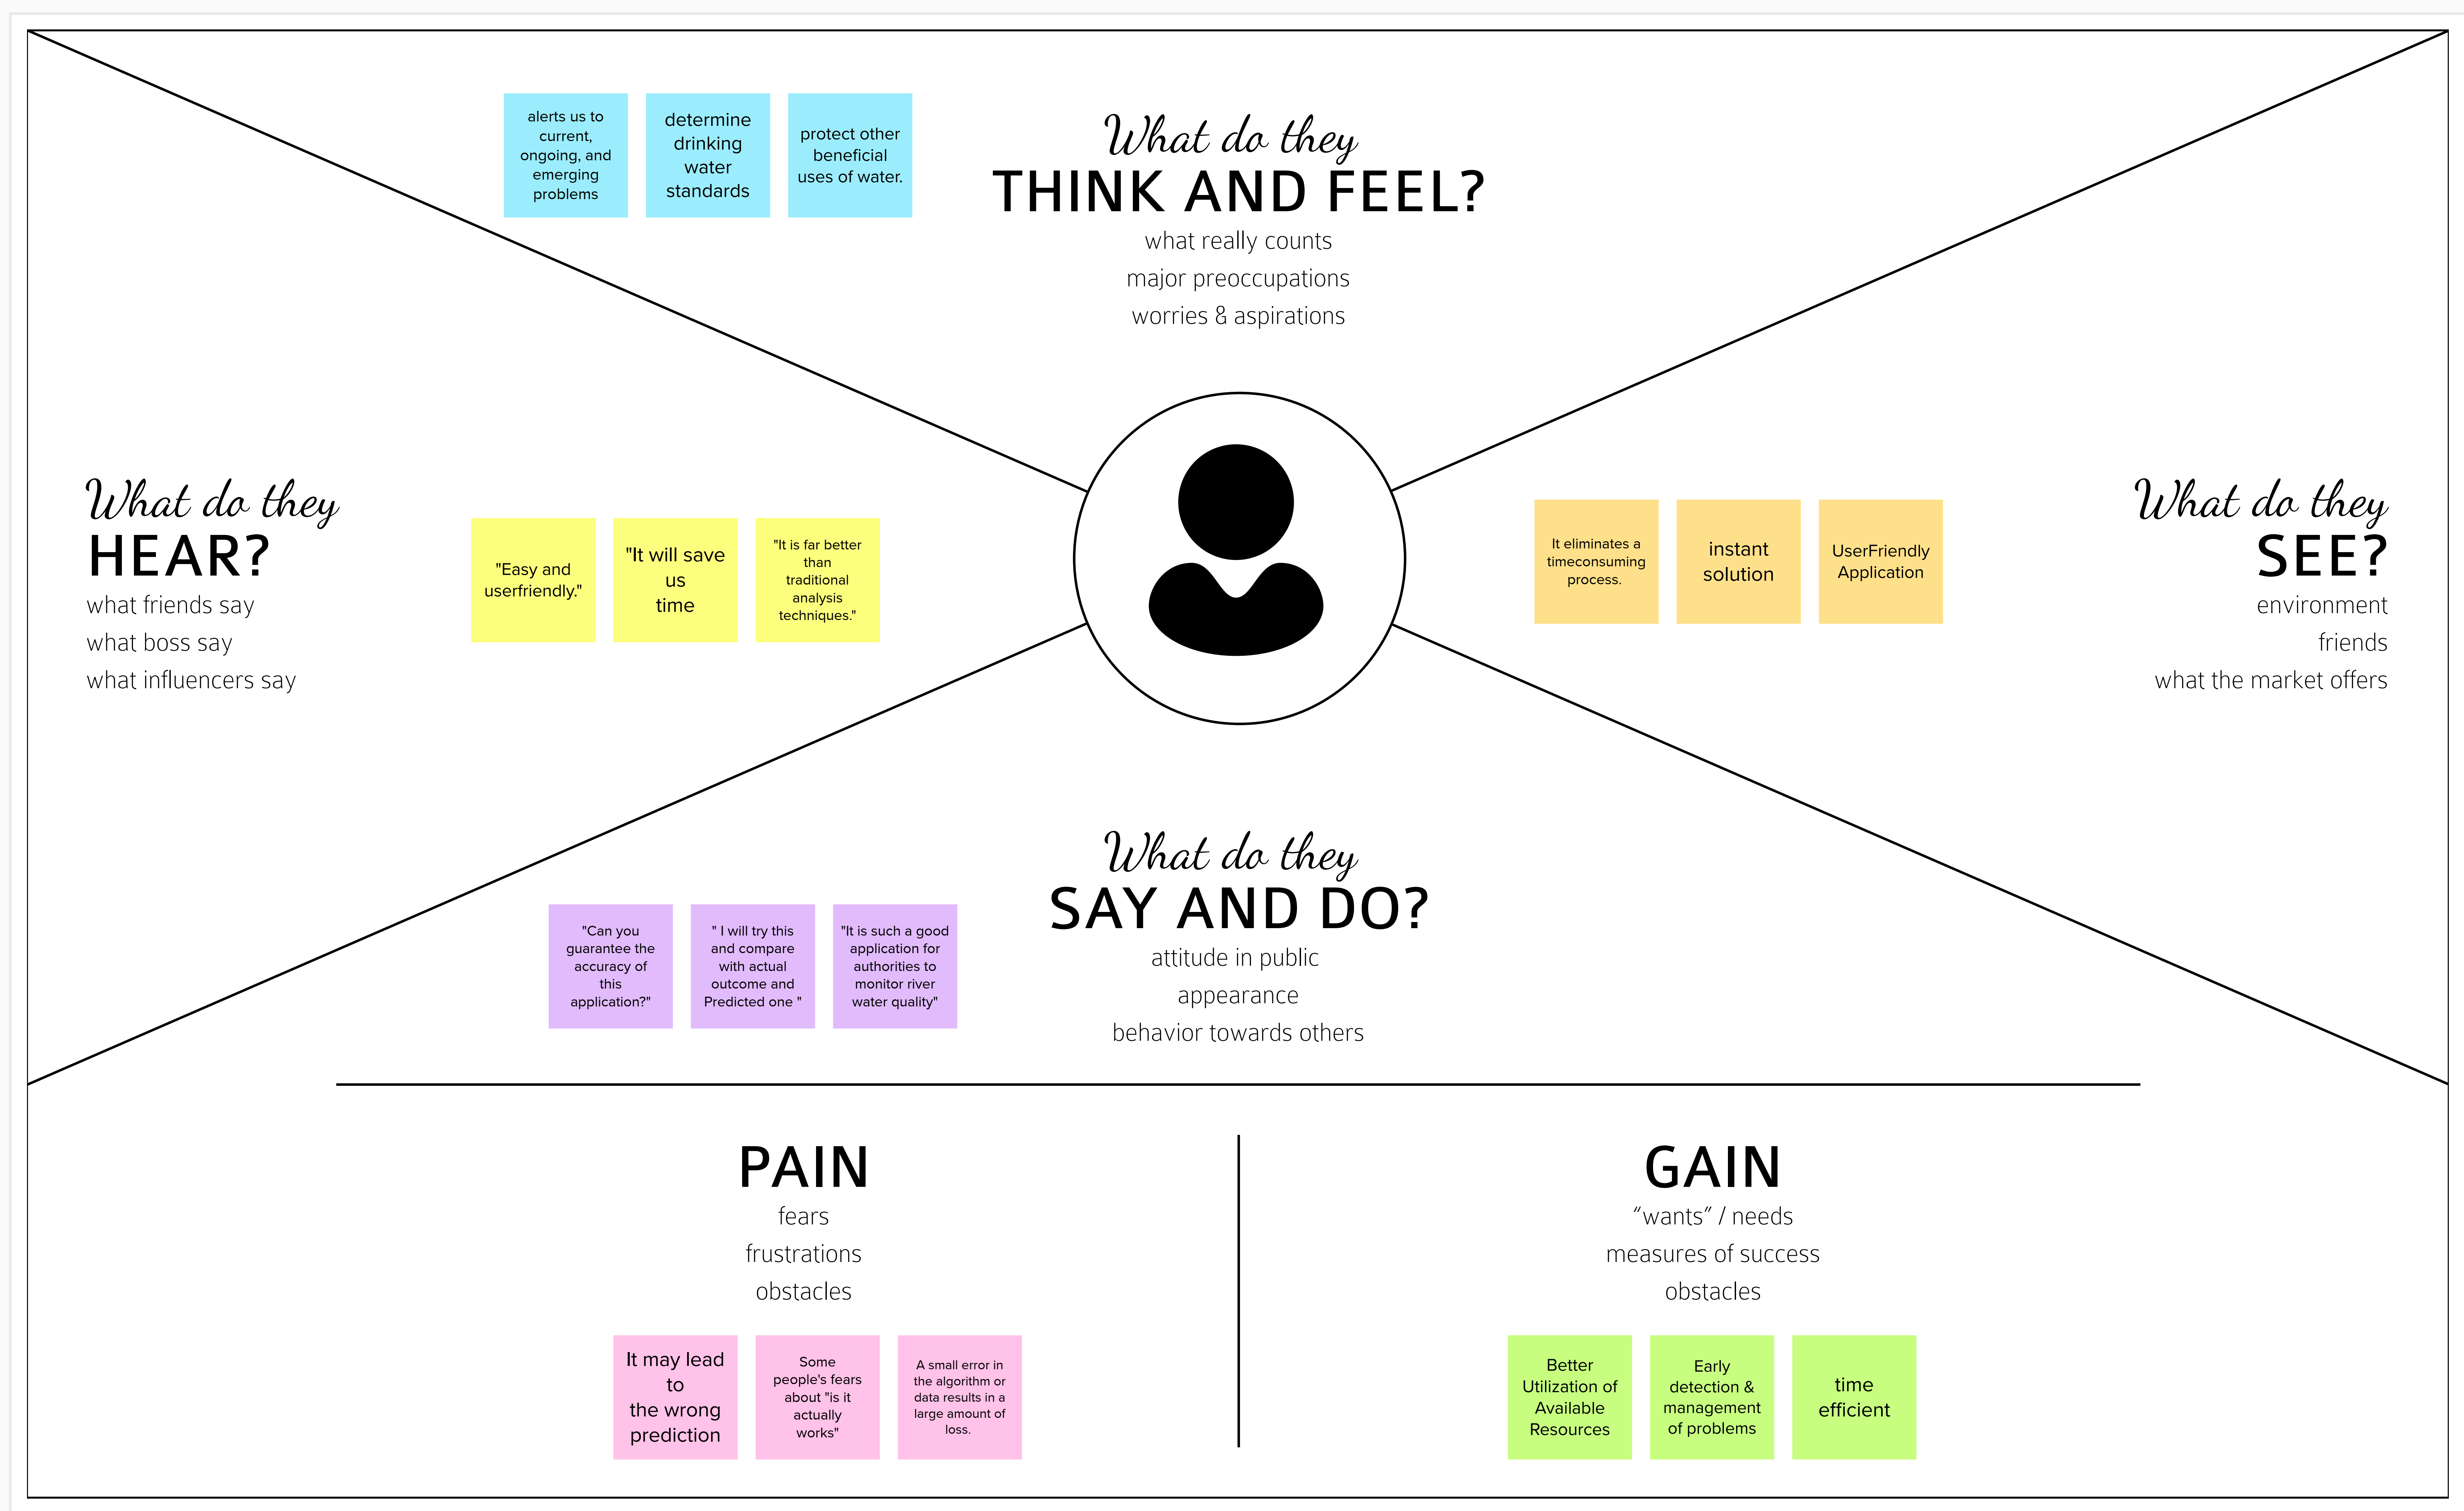 alerts us to
current,
ongoing, and
emerging
problems
determine
drinking
water
standards
protect other
beneficial
uses of water.
What do they
THINK AND FEEL?
what really counts
major preoccupations
worries & aspirations
What do they
HEAR?
what friends say
what boss say
what influencers say
"Easy and
userfriendly."
"It will save
us
time
"It is far better
than
traditional
analysis
techniques."
It eliminates a
timeconsuming
process.
instant
solution
UserFriendly
Application
What do they
SEE?
environment
friends
what the market offers
What do they
SAY AND DO?
attitude in public
appearance
behavior towards others
"Can you
guarantee the
accuracy of
this
application?"
" I will try this
and compare
with actual
outcome and
Predicted one "
"It is such a good
application for
authorities to
monitor river
water quality"
PAIN
fears
frustrations
obstacles
It may lead
to
the wrong
prediction
Some
people's fears
about "is it
actually
works"
A small error in
the algorithm or
data results in a
large amount of
loss.
GAIN
“wants” / needs
measures of success
obstacles
Better
Utilization of
Available
Resources
Early
detection &
management
of problems
time
efficient